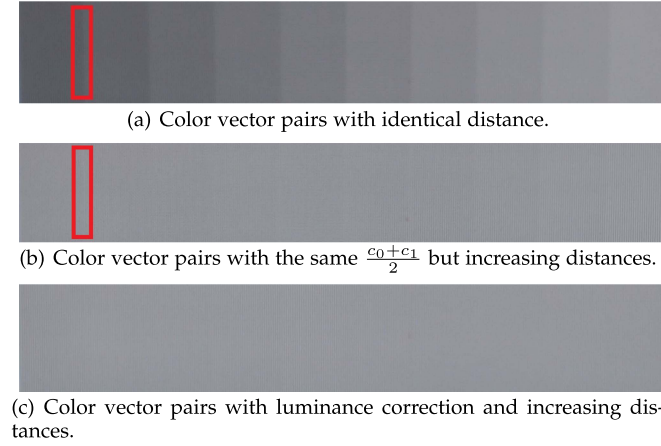 (a) Color vector pairs with identical distance.
(b) Color vector pairs with the same $\frac{c_0+c_1}{2}$ but increasing distances.
(c) Color vector pairs with luminance correction and increasing dis-
tances.